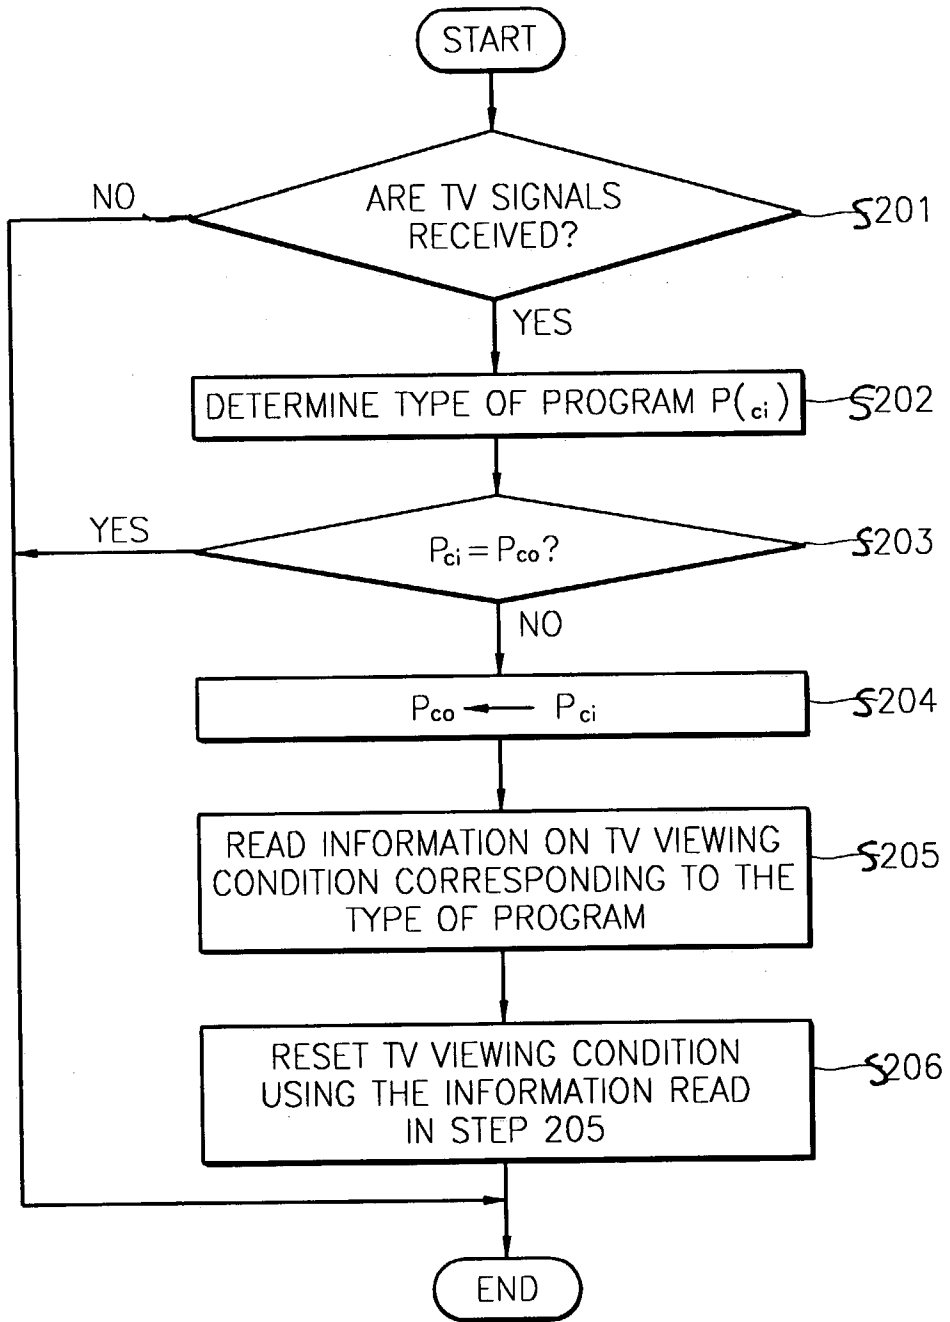 START
ARE TV SIGNALS
RECEIVED?
NO
S201
YES
DETERMINE TYPE OF PROGRAM P(ci)
S202
YES
Pci = Pco?
S203
NO
Pco ← Pci
S204
READ INFORMATION ON TV VIEWING
CONDITION CORRESPONDING TO THE
TYPE OF PROGRAM
S205
RESET TV VIEWING CONDITION
USING THE INFORMATION READ
IN STEP 205
S206
END